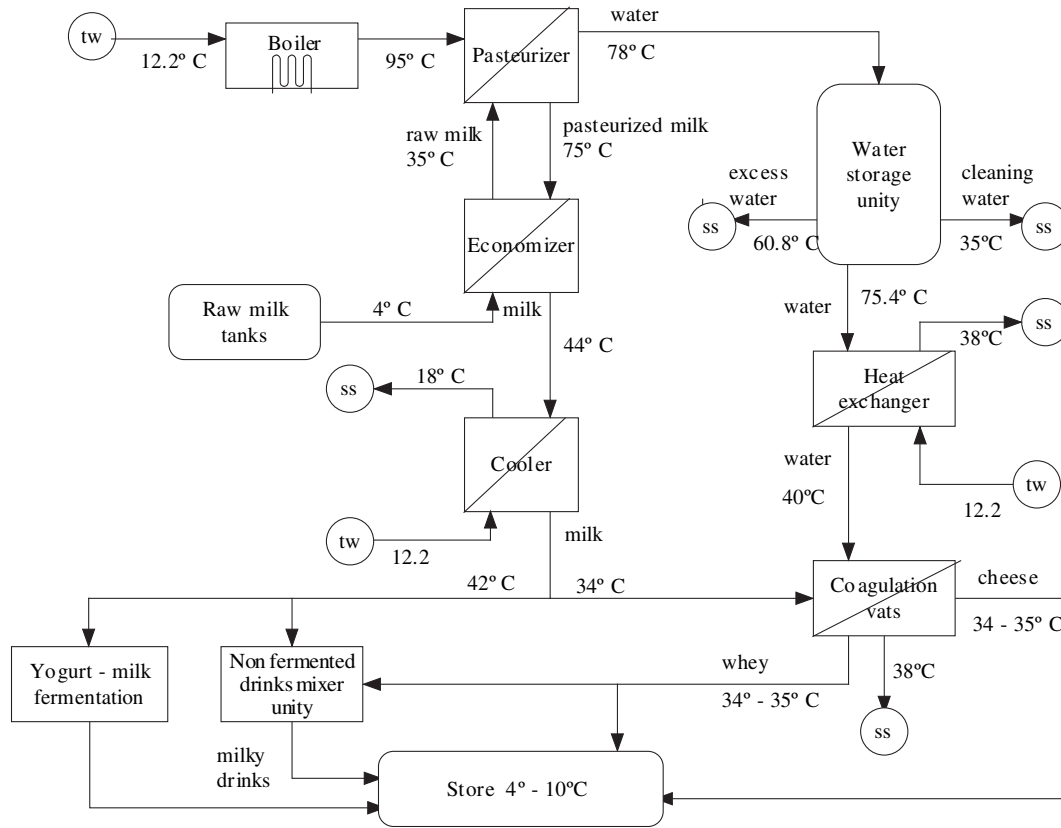 tw
12.2º C
Boiler
95º C
Pasteurizer
water
78º C
raw milk
35º C
pasteurized milk
75º C
Water
storage
unity
excess
water
ss
60.8º C
cleaning
water
35ºC
ss
Economizer
Raw milk
tanks
4º C
milk
44º C
water
75.4º C
38ºC
ss
Heat
exchanger
ss
18º C
Cooler
tw
12.2
milk
water
40ºC
tw
12.2
42º C
34º C
Coagulation
vats
cheese
34 - 35º C
Yogurt - milk
fermentation
Non fermented
drinks mixer
unity
whey
34º - 35º C
38ºC
ss
milky
drinks
Store 4º - 10ºC